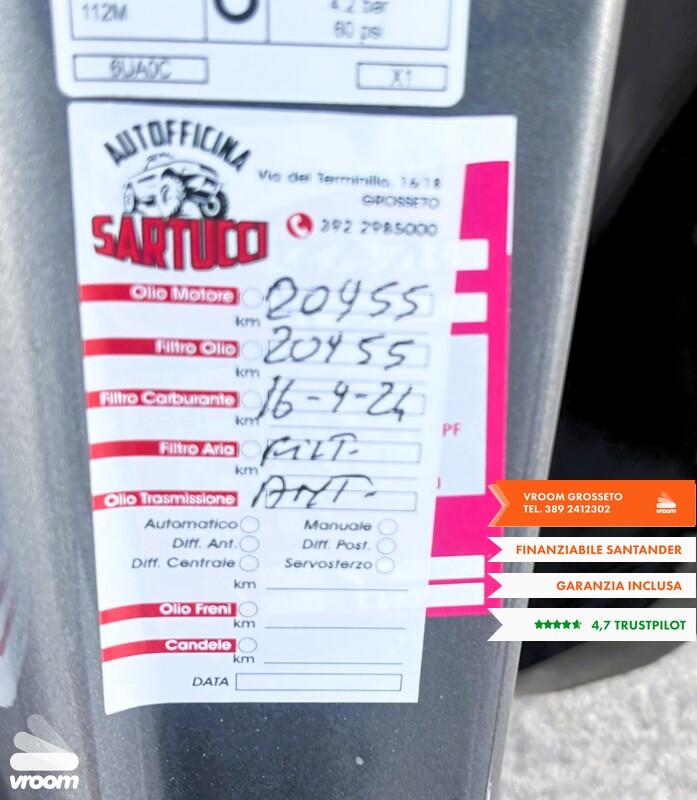 112M
4.2 bar
60 psi
6UA0C
X1
AUTOFFICINA
SARTUCCI
Via del Terminillo, 16/18
GROSSETO
392 2985000
Olio Motore 20455
km
Filtro Olio 20455
km
Filtro Carburante 16-4-24
km
PF
Filtro Aria FILT.
km
Olio Trasmissione ANT.
Automatico Manuale
Diff. Ant. Diff. Post.
Diff. Centrale Servosterzo
km
Olio Freni
km
Candele
km
DATA
VROOM GROSSETO
TEL. 389 2412302
vroom
FINANZIABILE SANTANDER
GARANZIA INCLUSA
4,7 TRUSTPILOT
vroom